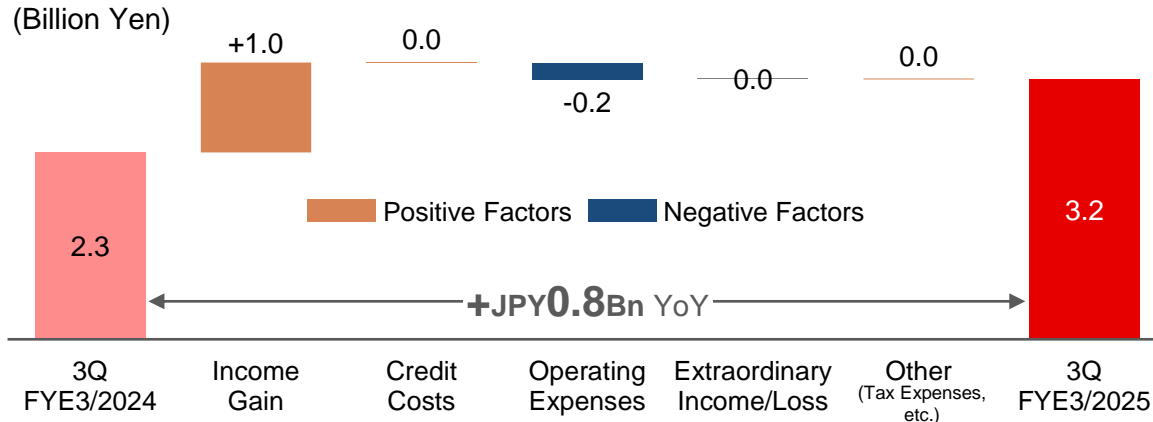 (Billion Yen)
+1.0
0.0
-0.2
0.0
0.0
Positive Factors
Negative Factors
2.3
3.2
+JPY0.8Bn YoY
3Q
FYE3/2024
Income
Gain
Credit
Costs
Operating
Expenses
Extraordinary
Income/Loss
Other
(Tax Expenses,
etc.)
3Q
FYE3/2025